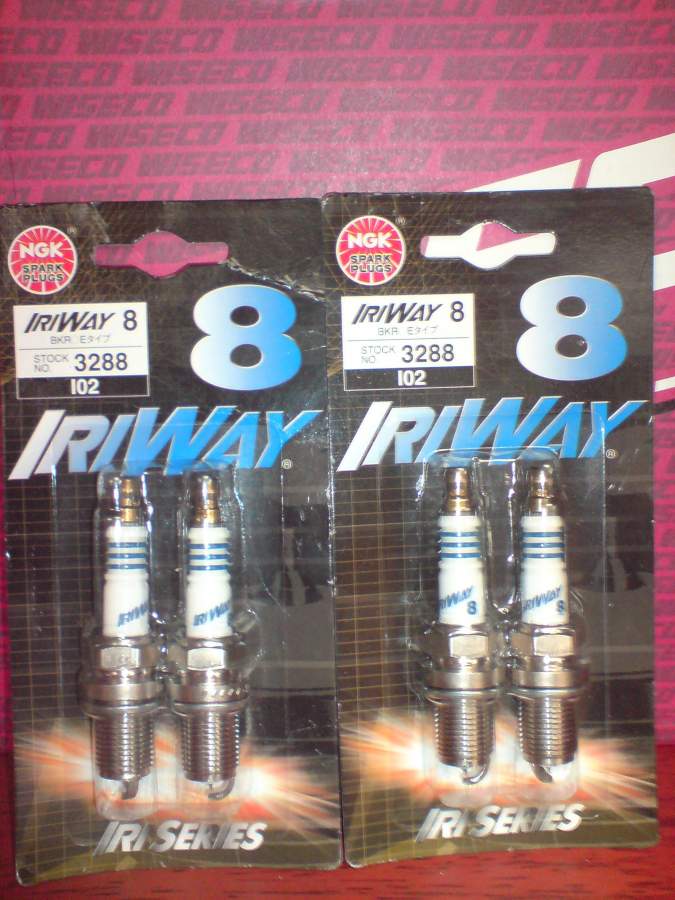 WISECO WISECO WISECO WISECO
NGK
SPARK
PLUGS
®
8
IRIWAY 8
BKR Eタイプ
STOCK
NO. 3288
I02
IRIWAY®
IRIWAY
IRIWAY
IRI-SERIES
NGK
SPARK
PLUGS
®
8
IRIWAY 8
BKR Eタイプ
STOCK
NO. 3288
I02
IRIWAY®
IRIWAY
8
IRIWAY
8
IRI-SERIES